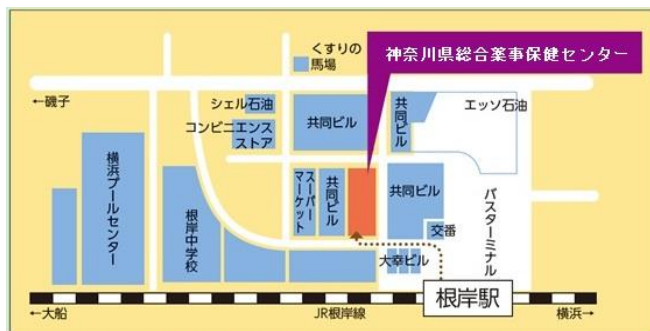 神奈川県総合薬事保健センター
くすりの
馬場
←磯子
シェル石油
コンビニエンス
ストア
共同ビル
共同ビル
エッソ石油
横浜プールセンター
根岸中学校
スーパー
マーケット
共同ビル
共同ビル
交番
バスターミナル
大幸ビル
根岸駅
←大船
JR根岸線
横浜→